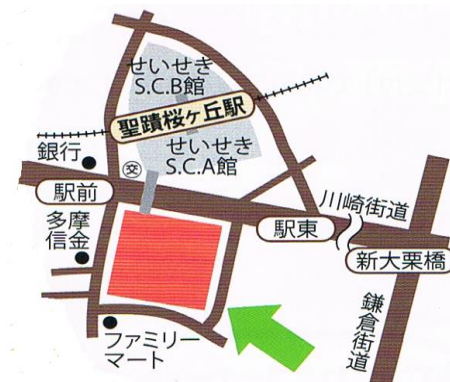 せいせき
S.C.B館
聖蹟桜ヶ丘駅
せいせき
S.C.A館
銀行
交
駅前
川崎街道
多摩
信金
駅東
新大栗橋
鎌倉
街道
ファミリー
マート